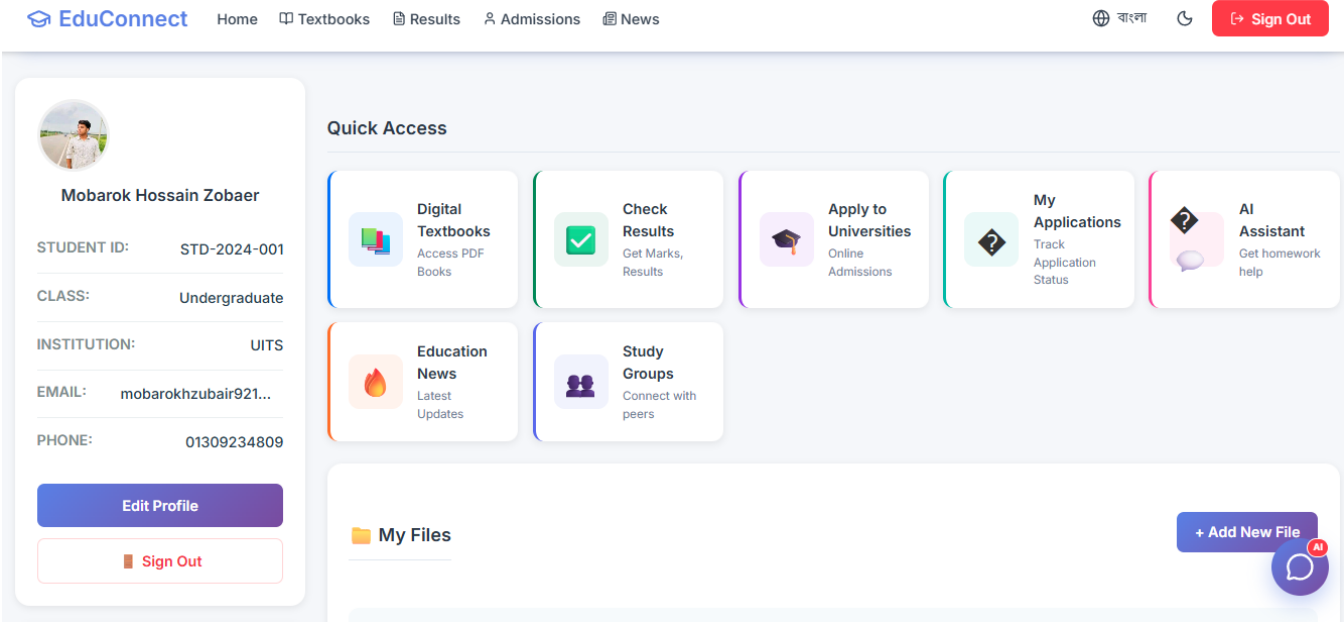 EduConnect
Home
Textbooks
Results
Admissions
News
বাংলা
Sign Out
Mobarok Hossain Zobaer
STUDENT ID: STD-2024-001
CLASS: Undergraduate
INSTITUTION: UITS
EMAIL: mobarokhzubair921...
PHONE: 01309234809
Edit Profile
Sign Out
Quick Access
Digital
Textbooks
Access PDF
Books
Check
Results
Get Marks,
Results
Apply to
Universities
Online
Admissions
My
Applications
Track
Application
Status
AI
Assistant
Get homework
help
Education
News
Latest
Updates
Study
Groups
Connect with
peers
My Files
+ Add New File
AI